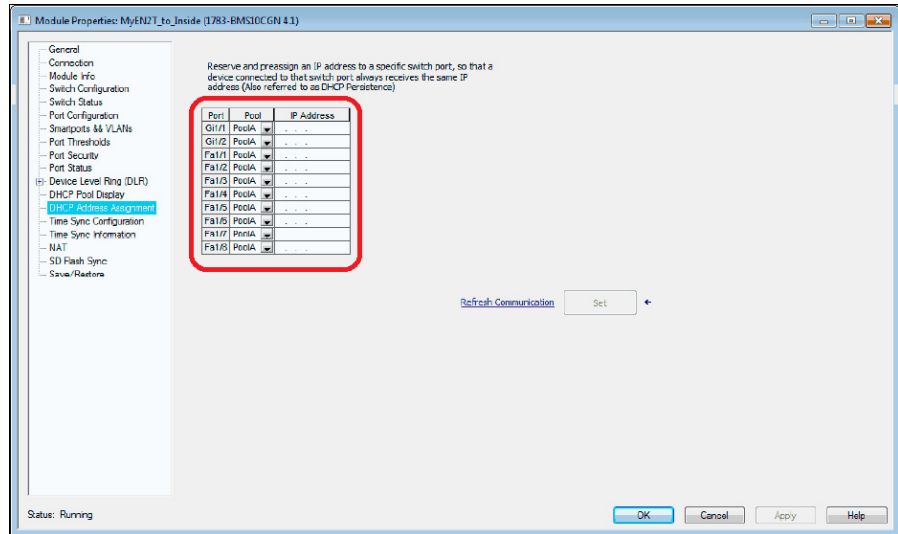 Module Properties: MyEN2T_to_Inside (1783-BMS10CGN 4.1)
General
Connection
Module Info
Switch Configuration
Switch Status
Port Configuration
Smartports && VLANs
Port Thresholds
Port Security
Port Status
Device Level Ring (DLR)
DHCP Pool Display
DHCP Address Assignment
Time Sync Configuration
Time Sync Information
NAT
SD Flash Sync
Save/Restore
Reserve and preassign an IP address to a specific switch port, so that a
device connected to that switch port always receives the same IP
address (Also referred to as DHCP Persistence)
Port Pool IP Address
Gi1/1 PoolA . . .
Gi1/2 PoolA . . .
Fa1/1 PoolA . . .
Fa1/2 PoolA . . .
Fa1/3 PoolA . . .
Fa1/4 PoolA . . .
Fa1/5 PoolA . . .
Fa1/6 PoolA . . .
Fa1/7 PoolA . . .
Fa1/8 PoolA . . .
Refresh Communication Set ←
Status: Running
OK Cancel Apply Help